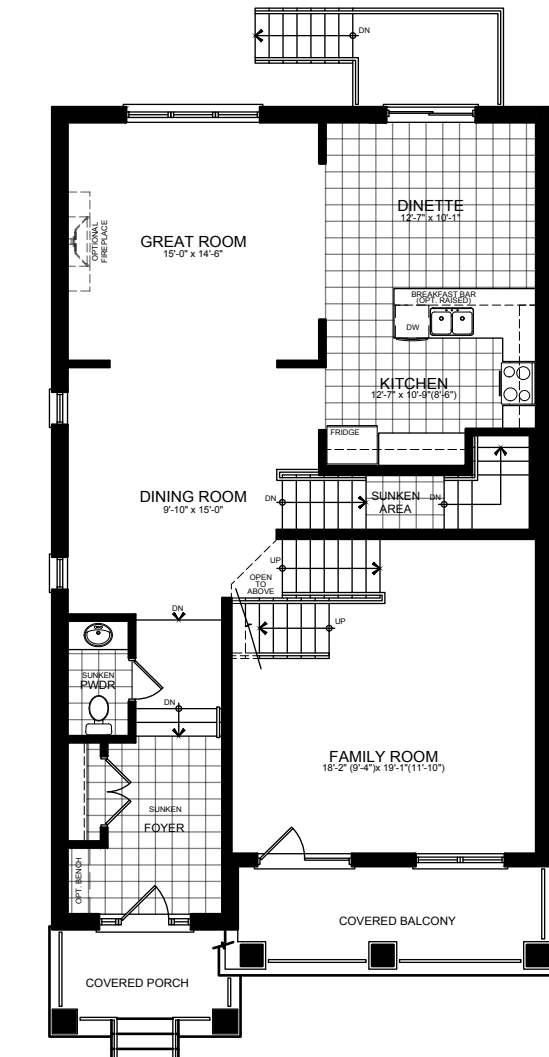 DN
DINETTE
12'-7" x 10'-1"
GREAT ROOM
15'-0" x 14'-6"
OPTIONAL
FIREPLACE
BREAKFAST BAR
(OPT. RAISED)
DW
KITCHEN
12'-7" x 10'-9"(8'-6")
FRIDGE
DINING ROOM
9'-10" x 15'-0"
DN
SUNKEN
AREA
DN
UP
OPEN
TO
ABOVE
UP
DN
SUNKEN
PWDR
DN
FAMILY ROOM
18'-2" (9'-4")x 19'-1"(11'-10")
SUNKEN
FOYER
OPT. BENCH
COVERED BALCONY
COVERED PORCH